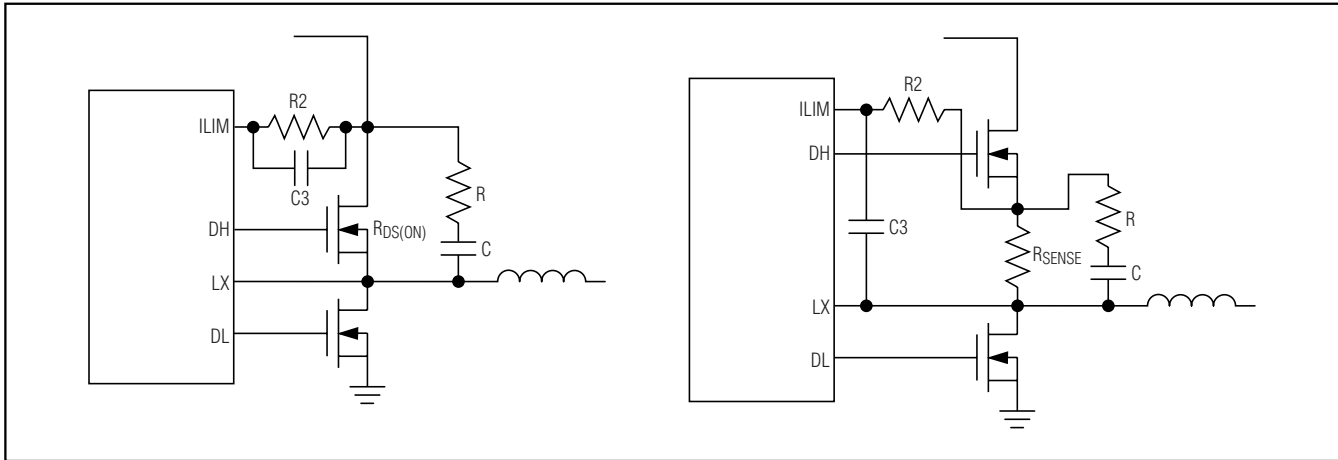 ILIM
R2
C3
R
DH
RDS(ON)
C
LX
DL
ILIM
R2
DH
C3
R
RSENSE
C
LX
DL